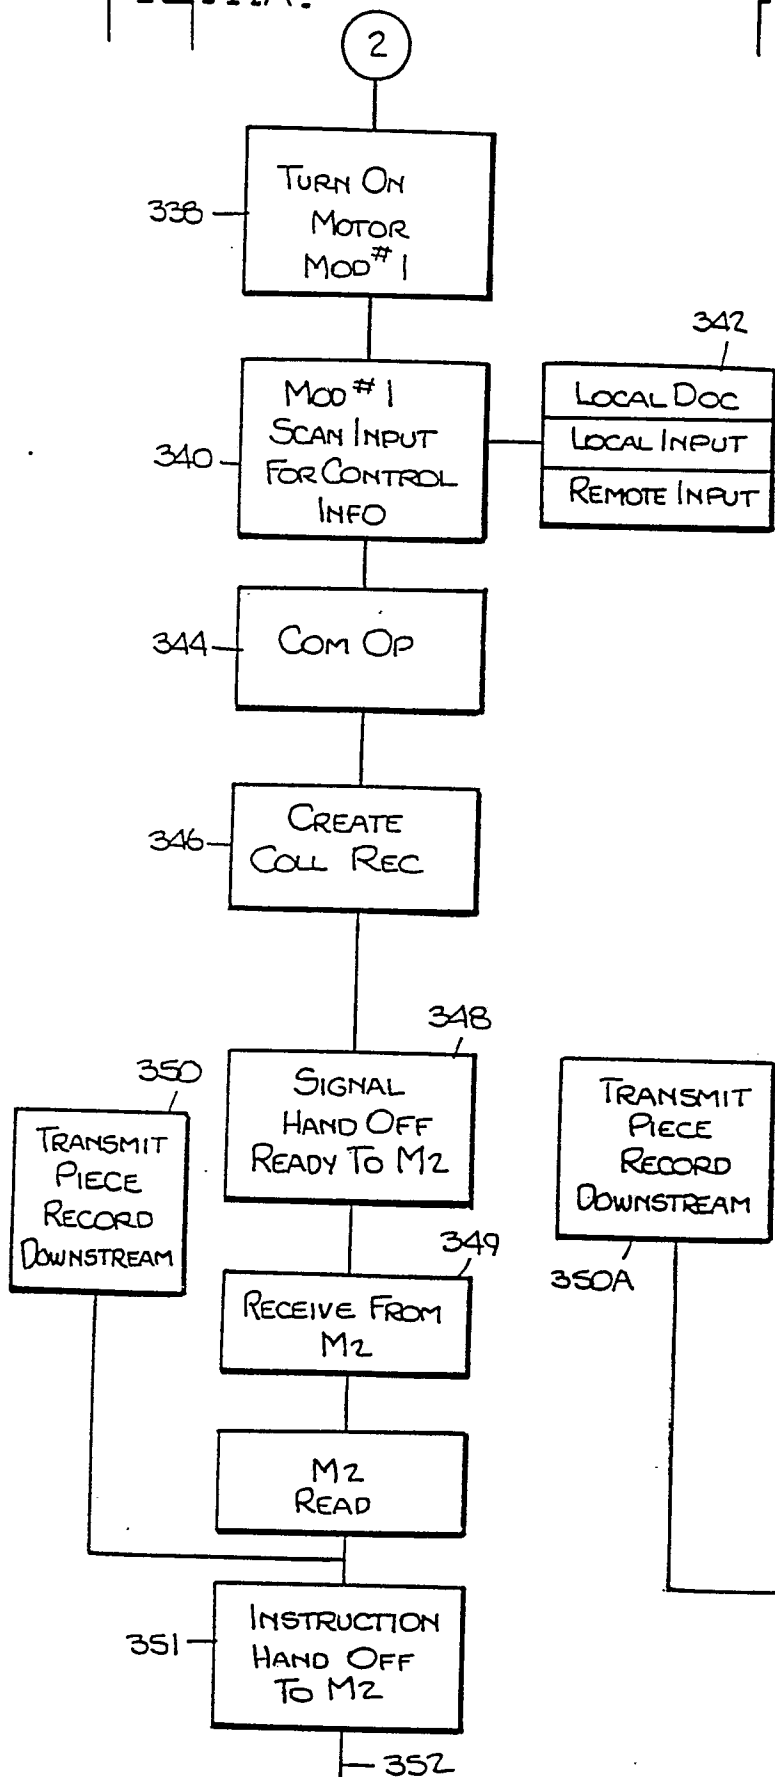 2
338
TURN ON
MOTOR
MOD #1
342
340
MOD #1
SCAN INPUT
FOR CONTROL
INFO
LOCAL DOC
LOCAL INPUT
REMOTE INPUT
344
COM OP
346
CREATE
COLL REC
348
SIGNAL
HAND OFF
READY TO M2
350
TRANSMIT
PIECE
RECORD
DOWNSTREAM
TRANSMIT
PIECE
RECORD
DOWNSTREAM
350A
349
RECEIVE FROM
M2
M2
READ
351
INSTRUCTION
HAND OFF
TO M2
352